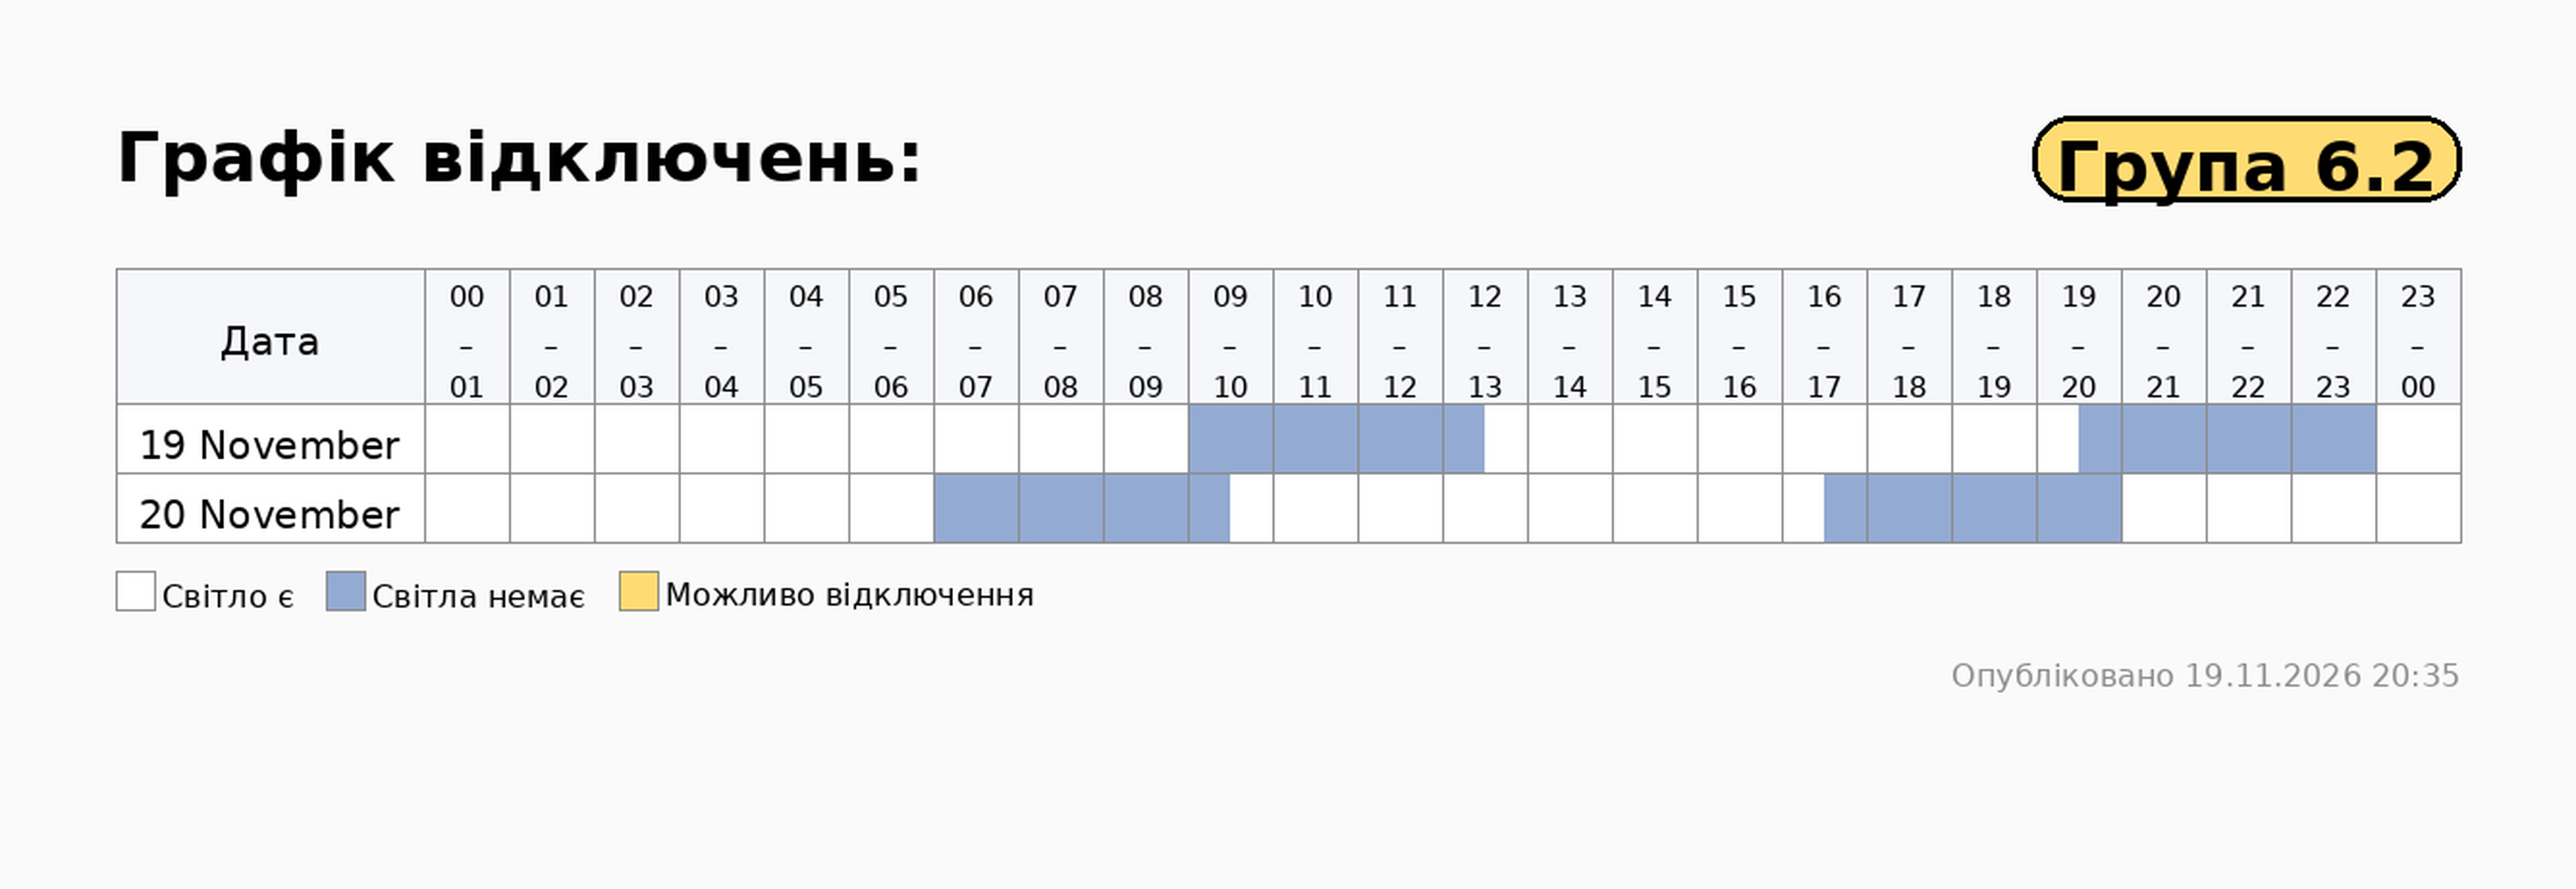 Графік відключень:
Група 6.2
Дата
00 – 01
01 – 02
02 – 03
03 – 04
04 – 05
05 – 06
06 – 07
07 – 08
08 – 09
09 – 10
10 – 11
11 – 12
12 – 13
13 – 14
14 – 15
15 – 16
16 – 17
17 – 18
18 – 19
19 – 20
20 – 21
21 – 22
22 – 23
23 – 00
19 November
20 November
Світло є
Світла немає
Можливо відключення
Опубліковано 19.11.2026 20:35